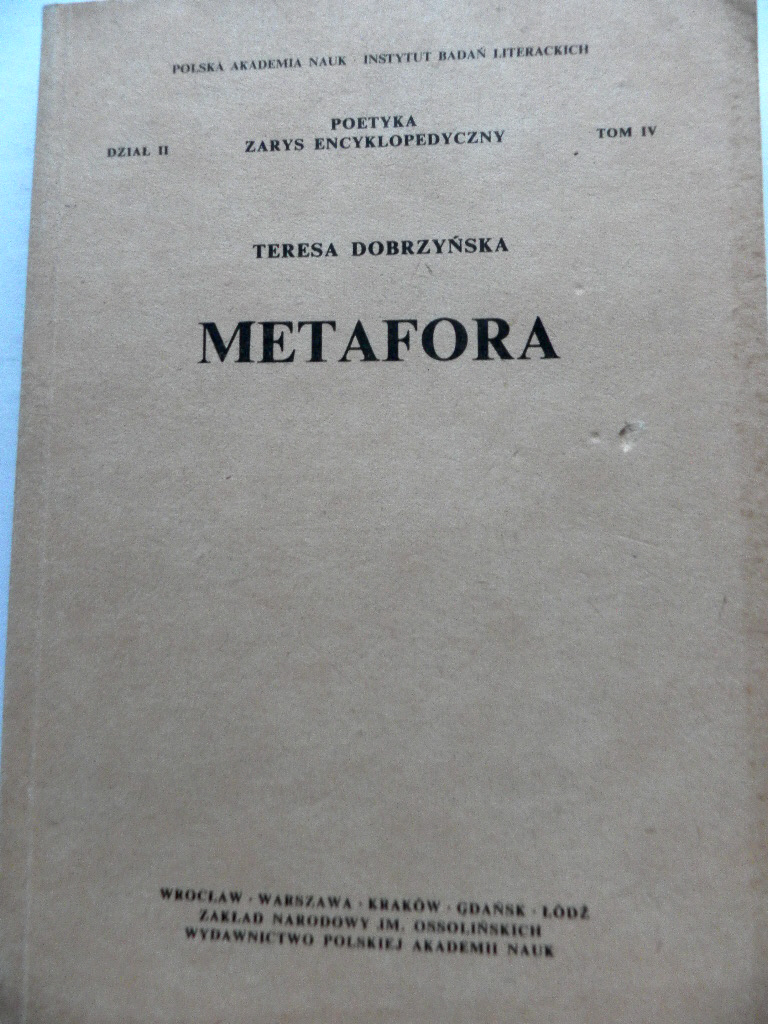 POLSKA AKADEMIA NAUK · INSTYTUT BADAŃ LITERACKICH
POETYKA
DZIAŁ II ZARYS ENCYKLOPEDYCZNY TOM IV
TERESA DOBRZYŃSKA
METAFORA
WROCŁAW · WARSZAWA · KRAKÓW · GDAŃSK · ŁÓDŹ
ZAKŁAD NARODOWY IM. OSSOLIŃSKICH
WYDAWNICTWO POLSKIEJ AKADEMII NAUK